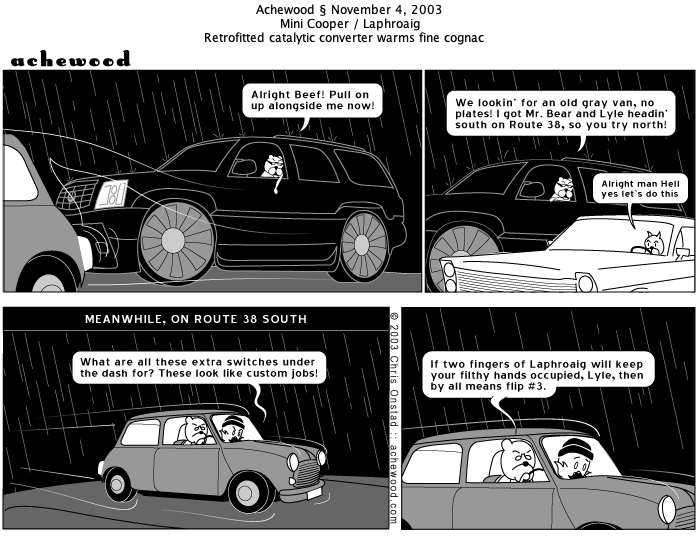 Achewood § November 4, 2003
Mini Cooper / Laphroaig
Retrofitted catalytic converter warms fine cognac
achewood
Alright Beef! Pull on
up alongside me now!
We lookin' for an old gray van, no
plates! I got Mr. Bear and Lyle headin'
south on Route 38, so you try north!
Alright man Hell
yes let's do this
MEANWHILE, ON ROUTE 38 SOUTH
What are all these extra switches under
the dash for? These look like custom jobs!
© 2003 Chris Onstad :: achewood.com
If two fingers of Laphroaig will keep
your filthy hands occupied, Lyle, then
by all means flip #3.